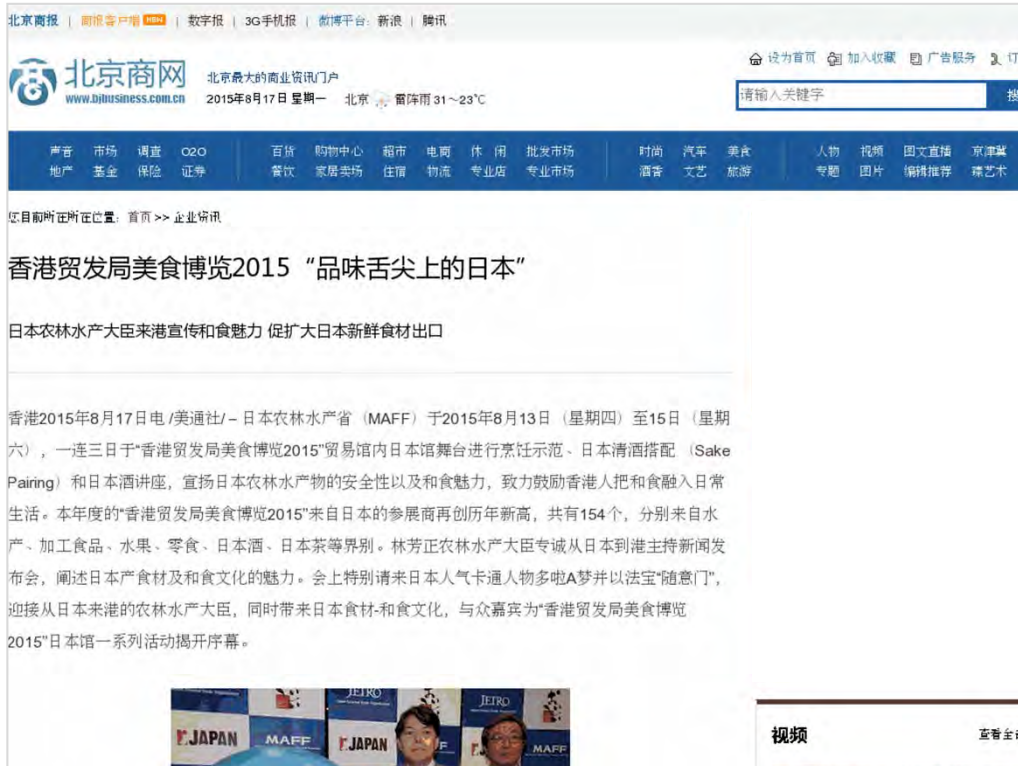 北京商报 | 商报客户端 NEW | 数字报 | 3G手机报 | 微博平台: 新浪 | 腾讯
北京商网
www.bjbusiness.com.cn
北京最大的商业资讯门户
2015年8月17日 星期一 北京 雷阵雨 31~23℃
设为首页 加入收藏 广告服务 订
请输入关键字 搜
声音 市场 调查 O2O 百货 购物中心 超市 电商 休 闲 批发市场 时尚 汽车 美食 人物 视频 图文直播 京津冀
地产 基金 保险 证券 餐饮 家居卖场 住宿 物流 专业店 专业市场 酒香 文艺 旅游 专题 图片 编辑推荐 臻艺术
您目前所在所在位置: 首页 >> 企业资讯
香港贸发局美食博览2015“品味舌尖上的日本”
日本农林水产大臣来港宣传和食魅力 促扩大日本新鲜食材出口
香港2015年8月17日电 /美通社/ – 日本农林水产省（MAFF）于2015年8月13日（星期四）至15日（星期
六），一连三日于“香港贸发局美食博览2015”贸易馆内日本馆舞台进行烹饪示范、日本清酒搭配（Sake
Pairing）和日本酒讲座，宣扬日本农林水产物的安全性以及和食魅力，致力鼓励香港人把和食融入日常
生活。本年度的“香港贸发局美食博览2015”来自日本的参展商再创历年新高，共有154个，分别来自水
产、加工食品、水果、零食、日本酒、日本茶等界别。林芳正农林水产大臣专诚从日本到港主持新闻发
布会，阐述日本产食材及和食文化的魅力。会上特别请来日本人气卡通人物多啦A梦并以法宝“随意门”，
迎接从日本来港的农林水产大臣，同时带来日本食材-和食文化，与众嘉宾为“香港贸发局美食博览
2015”日本馆一系列活动揭开序幕。
JETRO JETRO
JAPAN MAFF JAPAN MAFF
视频 查看全